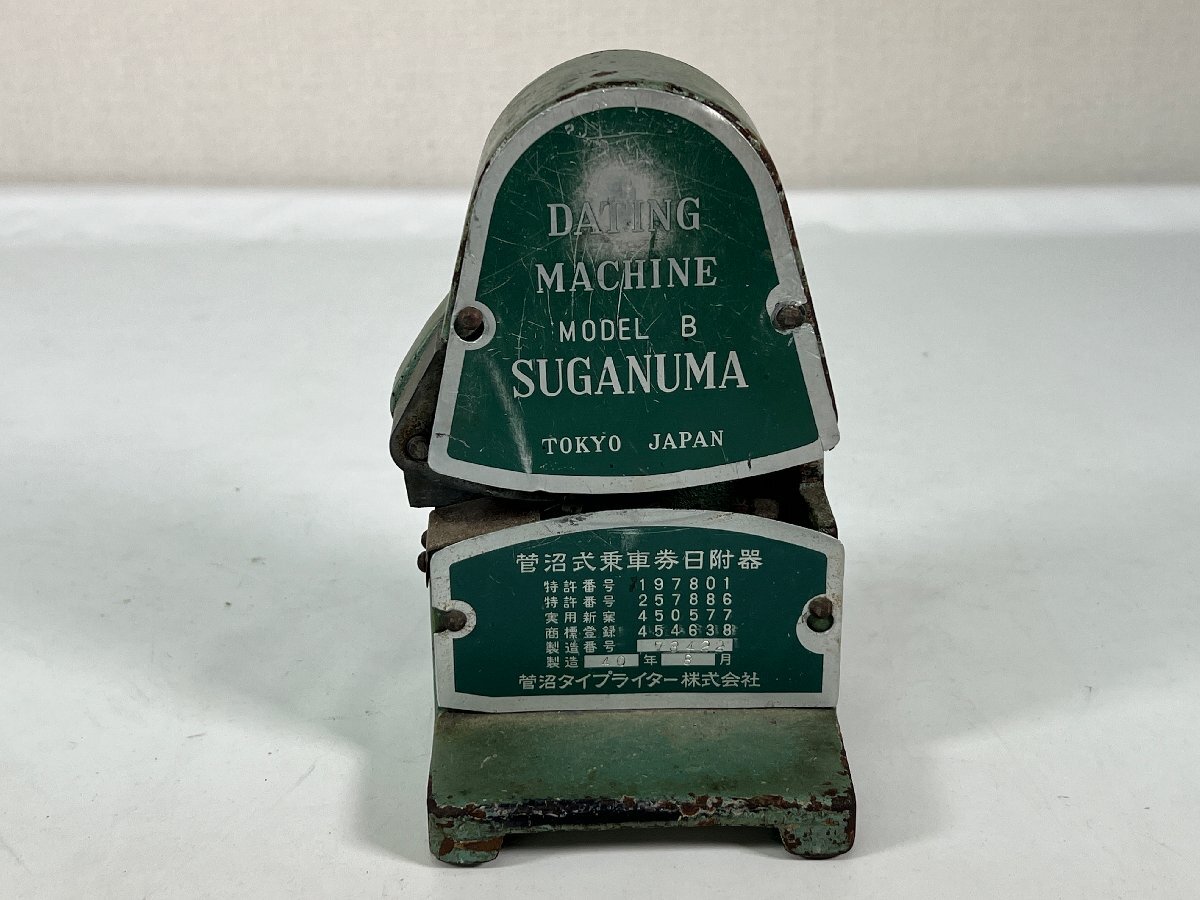 DATING
MACHINE
MODEL B
SUGANUMA
TOKYO JAPAN
菅沼式乗車券日附器
特許番号 197801
特許番号 257886
実用新案 450577
商標登録 454638
製造番号
製造 40 年 8 月
菅沼タイプライター株式会社